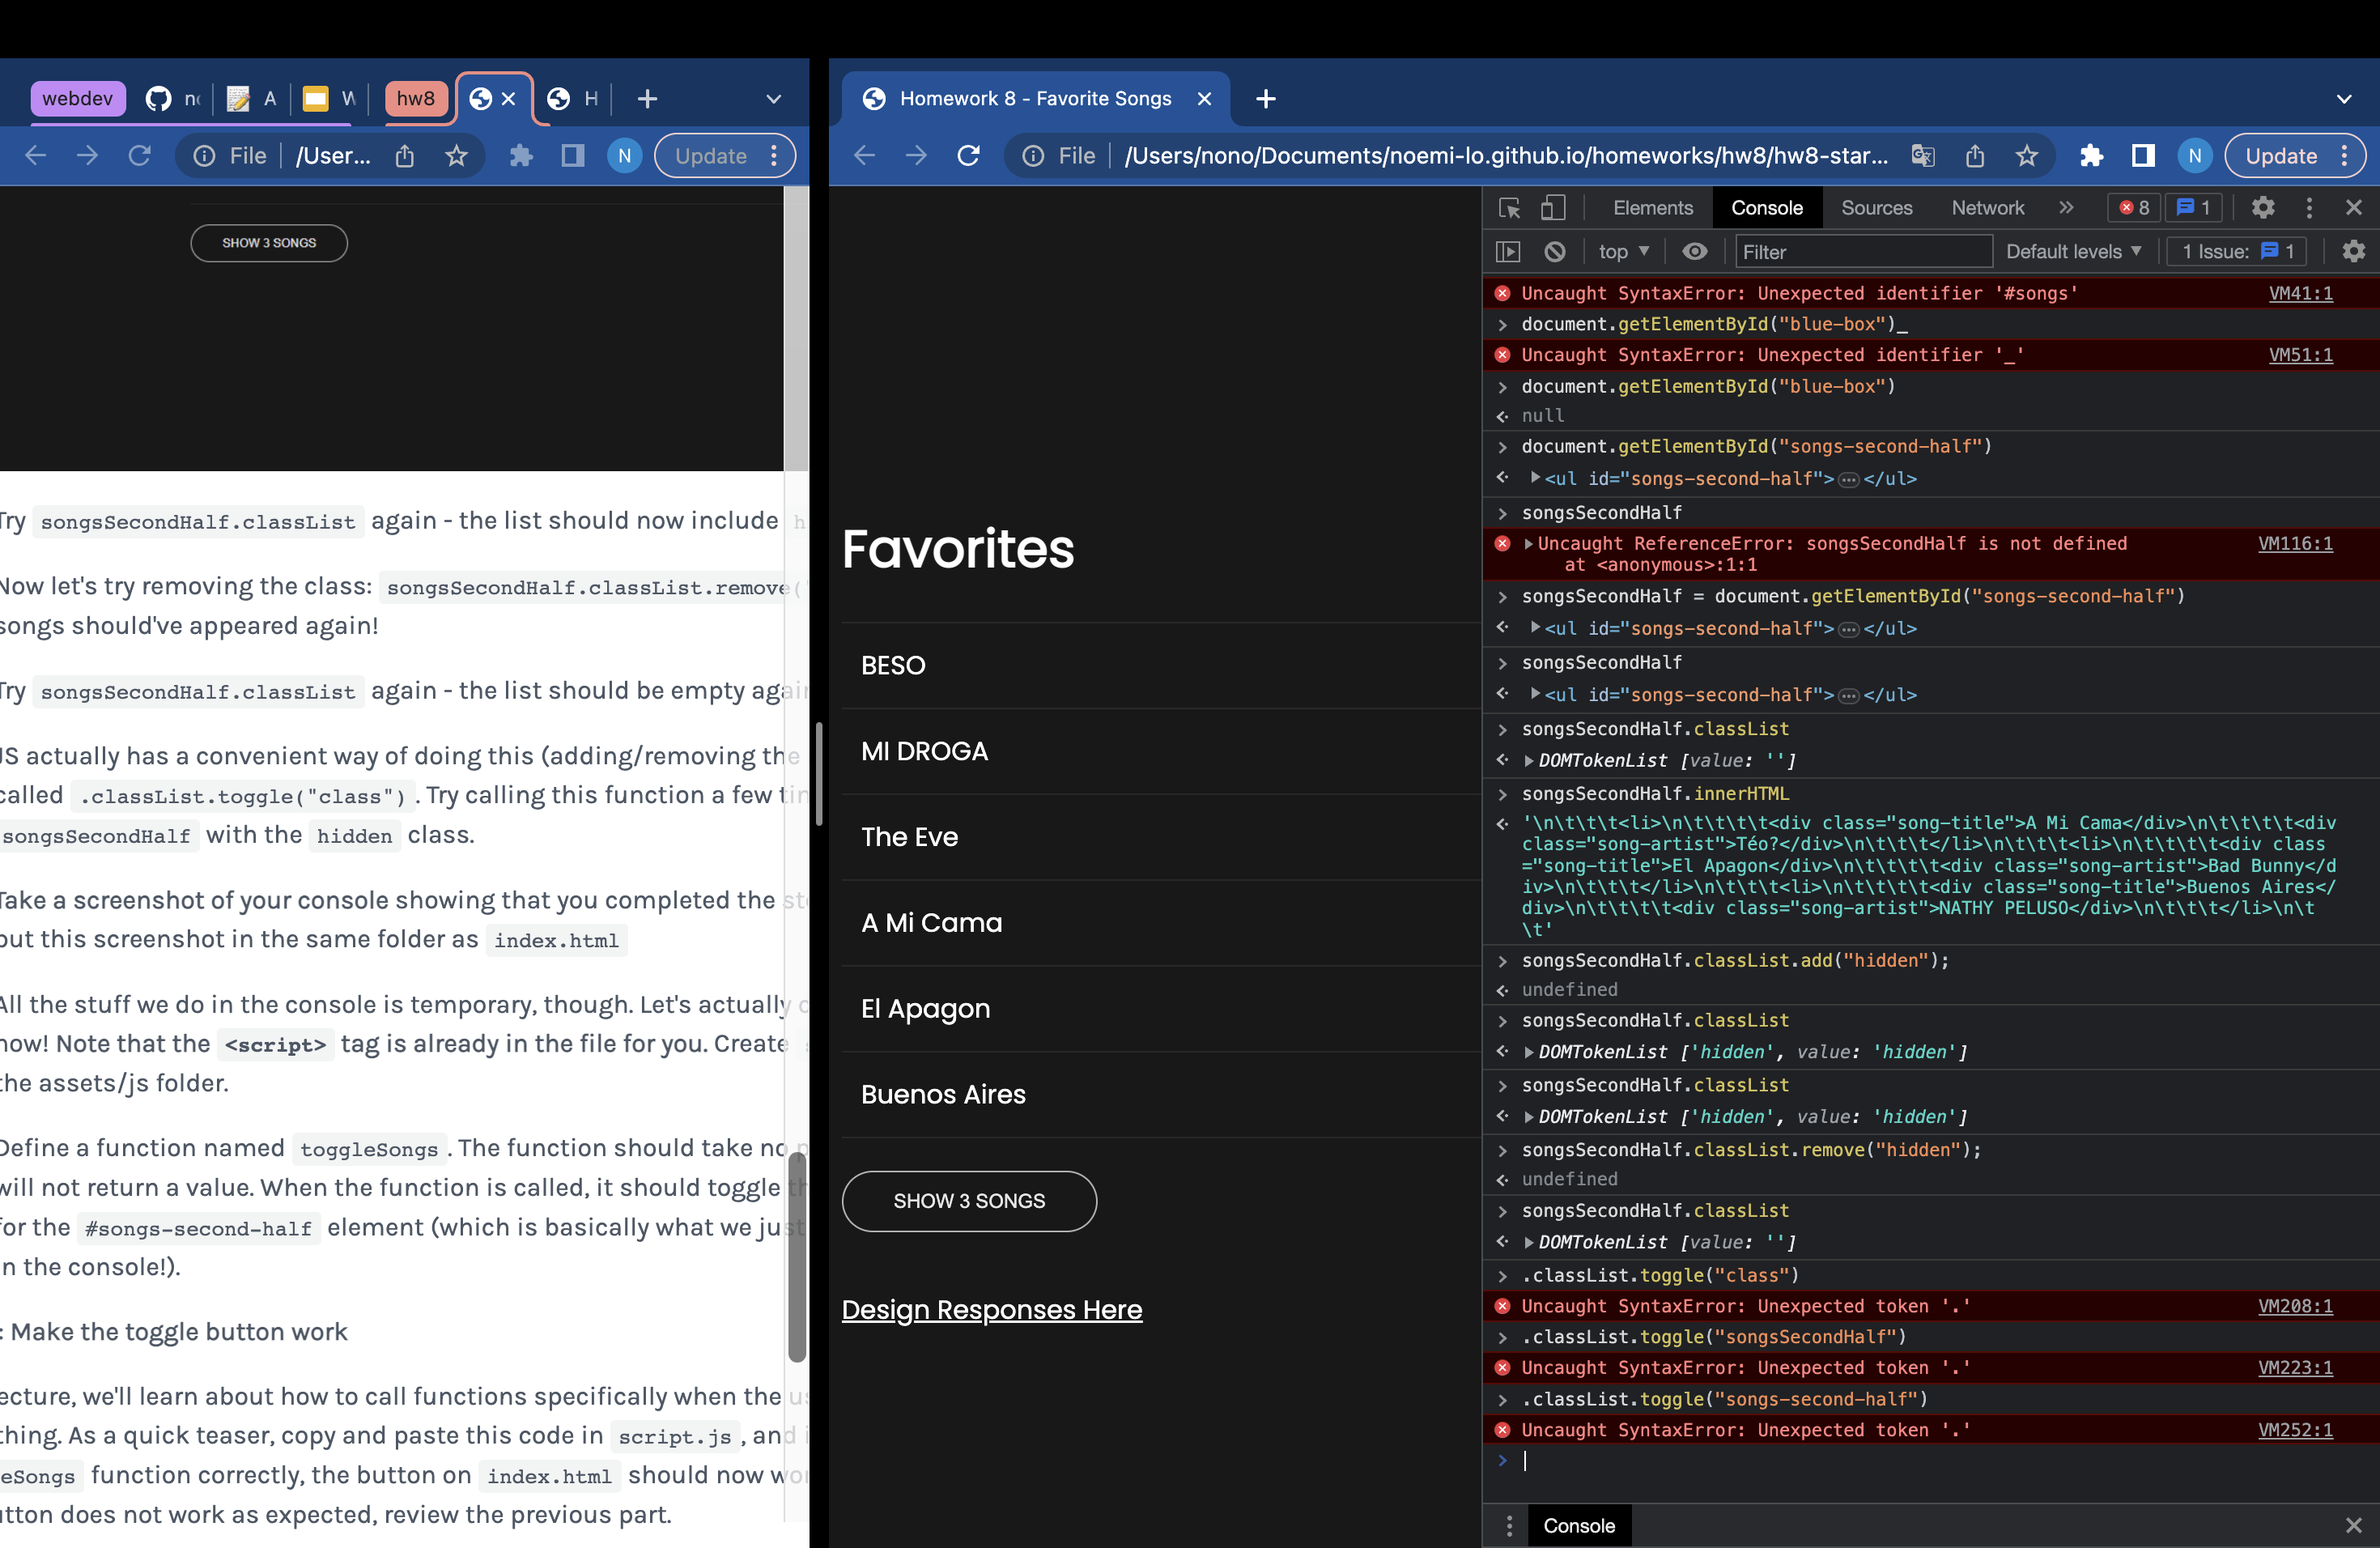 webdev
A
hw8
H
Homework 8 - Favorite Songs
File
/User...
N
Update
File
/Users/nono/Documents/noemi-lo.github.io/homeworks/hw8/hw8-star...
N
Update
SHOW 3 SONGS
Try songsSecondHalf.classList again - the list should now include h
Now let's try removing the class: songsSecondHalf.classList.remove(
songs should've appeared again!
Try songsSecondHalf.classList again - the list should be empty again
JS actually has a convenient way of doing this (adding/removing the
called .classList.toggle("class"). Try calling this function a few
songsSecondHalf with the hidden class.
Take a screenshot of your console showing that you completed the
put this screenshot in the same folder as index.html
All the stuff we do in the console is temporary, though. Let's actually
now! Note that the <script> tag is already in the file for you. Create
the assets/js folder.
Define a function named toggleSongs. The function should take no
will not return a value. When the function is called, it should toggle
for the #songs-second-half element (which is basically what we just
in the console!).
: Make the toggle button work
ecture, we'll learn about how to call functions specifically when the
thing. As a quick teaser, copy and paste this code in script.js, and
eSongs function correctly, the button on index.html should now
utton does not work as expected, review the previous part.
Favorites
BESO
MI DROGA
The Eve
A Mi Cama
El Apagon
Buenos Aires
SHOW 3 SONGS
Design Responses Here
Elements Console Sources Network » 8 1
top Filter Default levels 1 Issue: 1
Uncaught SyntaxError: Unexpected identifier '#songs' VM41:1
document.getElementById("blue-box")_
Uncaught SyntaxError: Unexpected identifier '_' VM51:1
document.getElementById("blue-box")
null
document.getElementById("songs-second-half")
<ul id="songs-second-half">…</ul>
songsSecondHalf
Uncaught ReferenceError: songsSecondHalf is not defined VM116:1
at <anonymous>:1:1
songsSecondHalf = document.getElementById("songs-second-half")
<ul id="songs-second-half">…</ul>
songsSecondHalf
<ul id="songs-second-half">…</ul>
songsSecondHalf.classList
DOMTokenList [value: '']
songsSecondHalf.innerHTML
'\n\t\t\t<li>\n\t\t\t\t<div class="song-title">A Mi Cama</div>\n\t\t\t\t<div
class="song-artist">Téo?</div>\n\t\t\t</li>\n\t\t\t<li>\n\t\t\t\t<div class
="song-title">El Apagon</div>\n\t\t\t\t<div class="song-artist">Bad Bunny</d
iv>\n\t\t\t</li>\n\t\t\t<li>\n\t\t\t\t<div class="song-title">Buenos Aires</
div>\n\t\t\t\t<div class="song-artist">NATHY PELUSO</div>\n\t\t\t</li>\n\t
\t'
songsSecondHalf.classList.add("hidden");
undefined
songsSecondHalf.classList
DOMTokenList ['hidden', value: 'hidden']
songsSecondHalf.classList
DOMTokenList ['hidden', value: 'hidden']
songsSecondHalf.classList.remove("hidden");
undefined
songsSecondHalf.classList
DOMTokenList [value: '']
.classList.toggle("class")
Uncaught SyntaxError: Unexpected token '.' VM208:1
.classList.toggle("songsSecondHalf")
Uncaught SyntaxError: Unexpected token '.' VM223:1
.classList.toggle("songs-second-half")
Uncaught SyntaxError: Unexpected token '.' VM252:1
Console